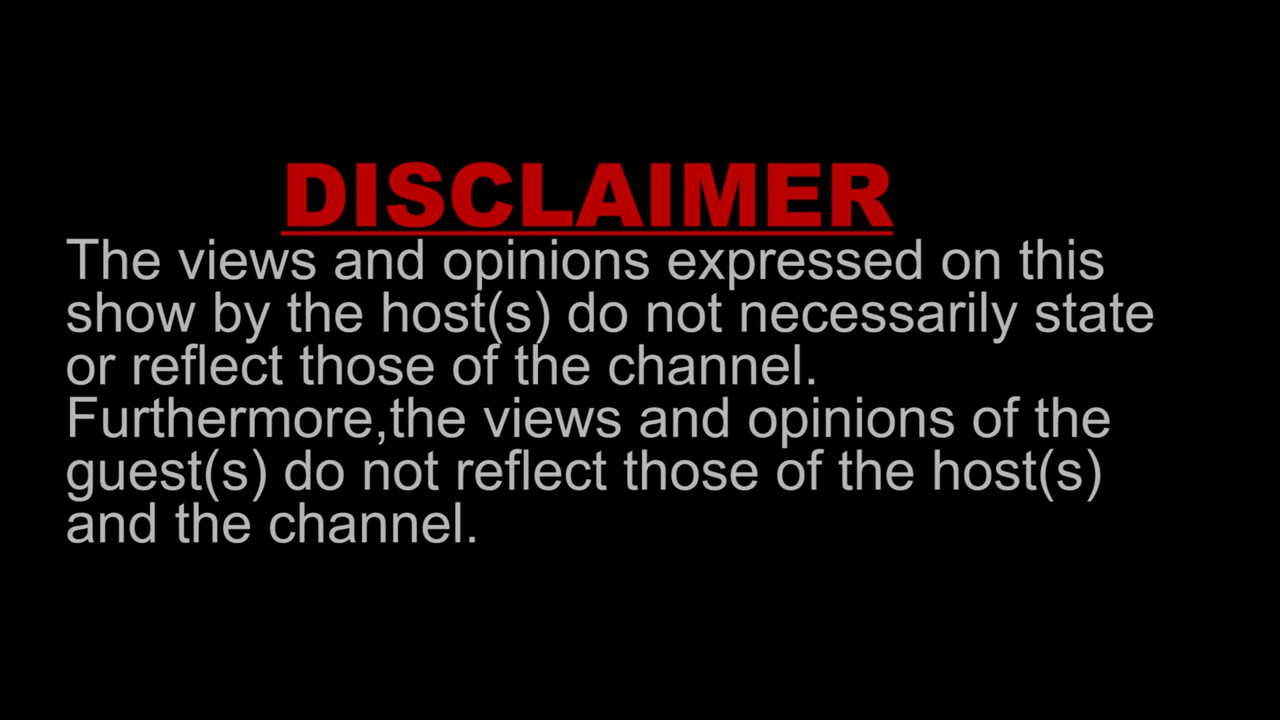 DISCLAIMER
The views and opinions expressed on this
show by the host(s) do not necessarily state
or reflect those of the channel.
Furthermore,the views and opinions of the
guest(s) do not reflect those of the host(s)
and the channel.